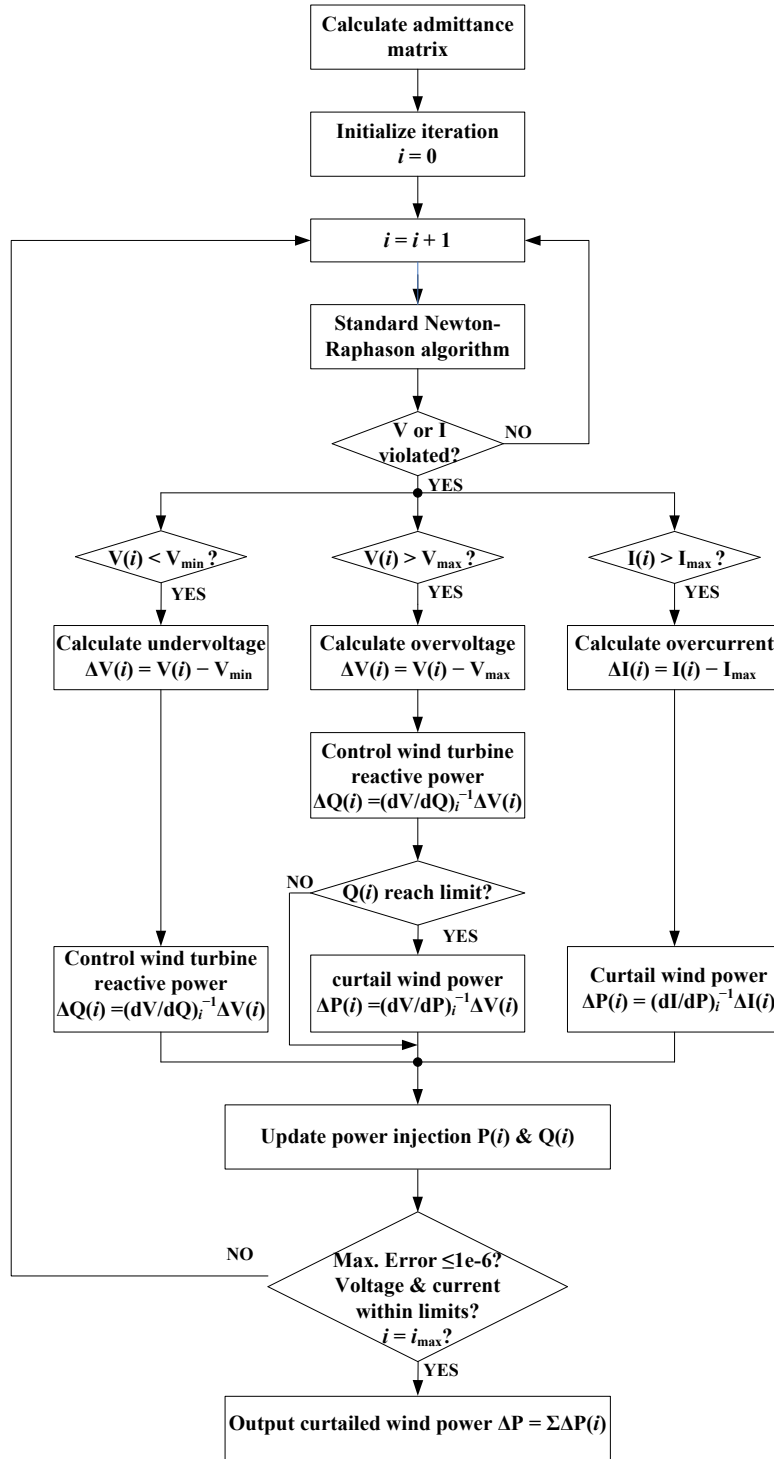 Calculate admittance
matrix
Initialize iteration
i = 0
i = i + 1
Standard Newton-
Raphason algorithm
V or I
violated?
NO
YES
V(i) < Vmin ?
YES
V(i) > Vmax ?
YES
I(i) > Imax ?
YES
Calculate undervoltage
ΔV(i) = V(i) − Vmin
Calculate overvoltage
ΔV(i) = V(i) − Vmax
Calculate overcurrent
ΔI(i) = I(i) − Imax
Control wind turbine
reactive power
ΔQ(i) =(dV/dQ)i⁻¹ΔV(i)
NO
Q(i) reach limit?
YES
Control wind turbine
reactive power
ΔQ(i) =(dV/dQ)i⁻¹ΔV(i)
curtail wind power
ΔP(i) =(dV/dP)i⁻¹ΔV(i)
Curtail wind power
ΔP(i) = (dI/dP)i⁻¹ΔI(i)
Update power injection P(i) & Q(i)
NO
Max. Error ≤1e-6?
Voltage & current
within limits?
i = imax?
YES
Output curtailed wind power ΔP = ΣΔP(i)